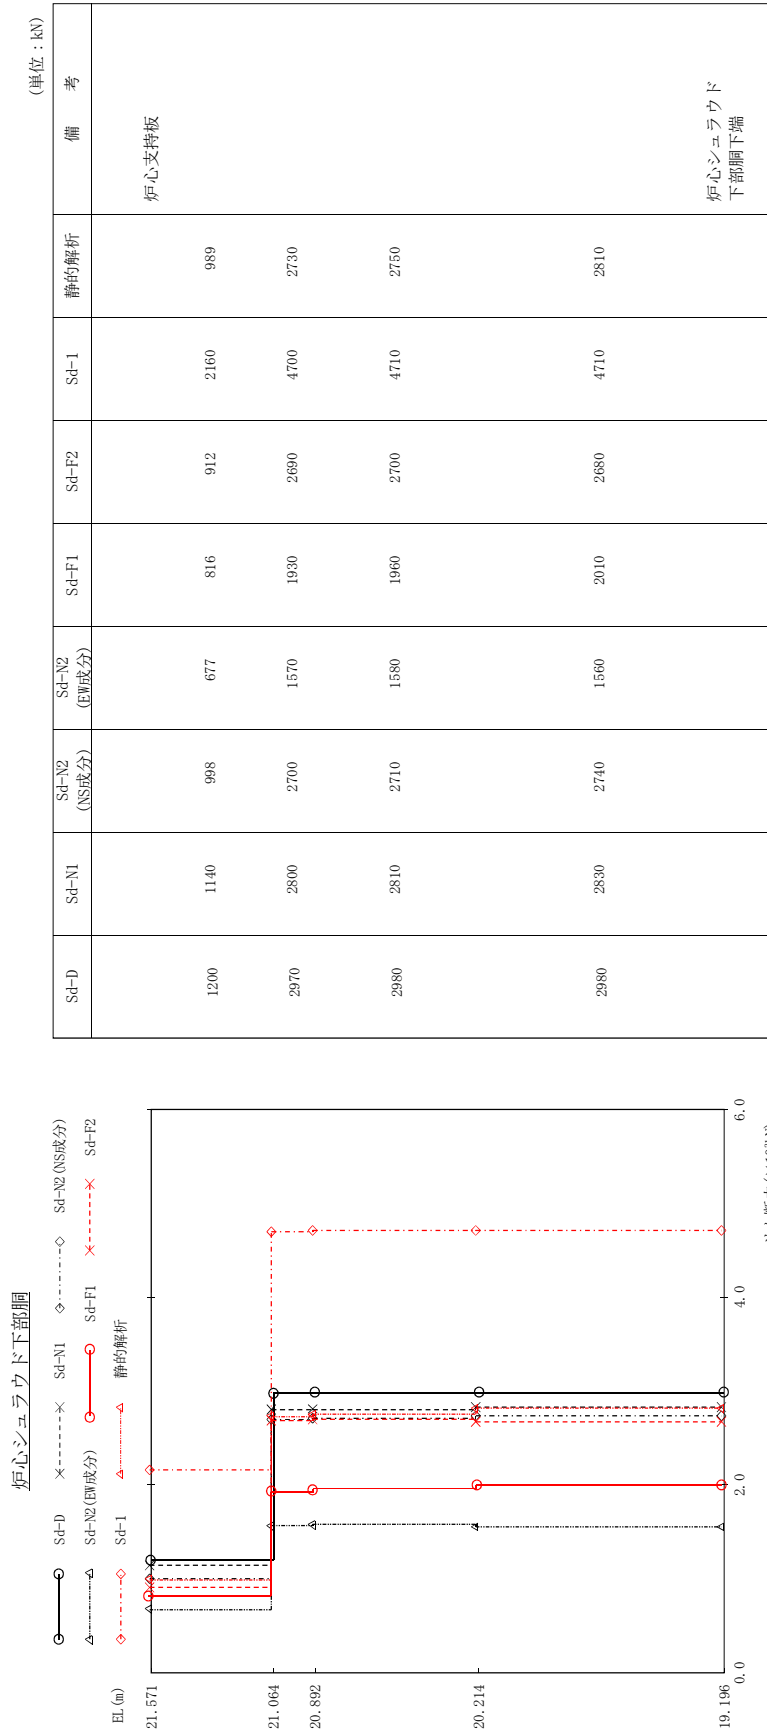 炉心シュラウド下部胴
Sd-D
Sd-N1
Sd-N2(NS成分)
Sd-N2(EW成分)
Sd-F1
Sd-F2
Sd-1
静的解析
EL(m)
21.571
21.064
20.892
20.214
19.196
0.0
2.0
4.0
6.0
(単位：kN)
Sd-D Sd-N1 Sd-N2 Sd-N2 Sd-F1 Sd-F2 Sd-1 静的解析 備 考
(NS成分) (EW成分)
炉心支持板
1200 1140 998 677 816 912 2160 989
2970 2800 2700 1570 1930 2690 4700 2730
2980 2810 2710 1580 1960 2700 4710 2750
2980 2830 2740 1560 2010 2680 4710 2810
炉心シュラウド
下部胴下端